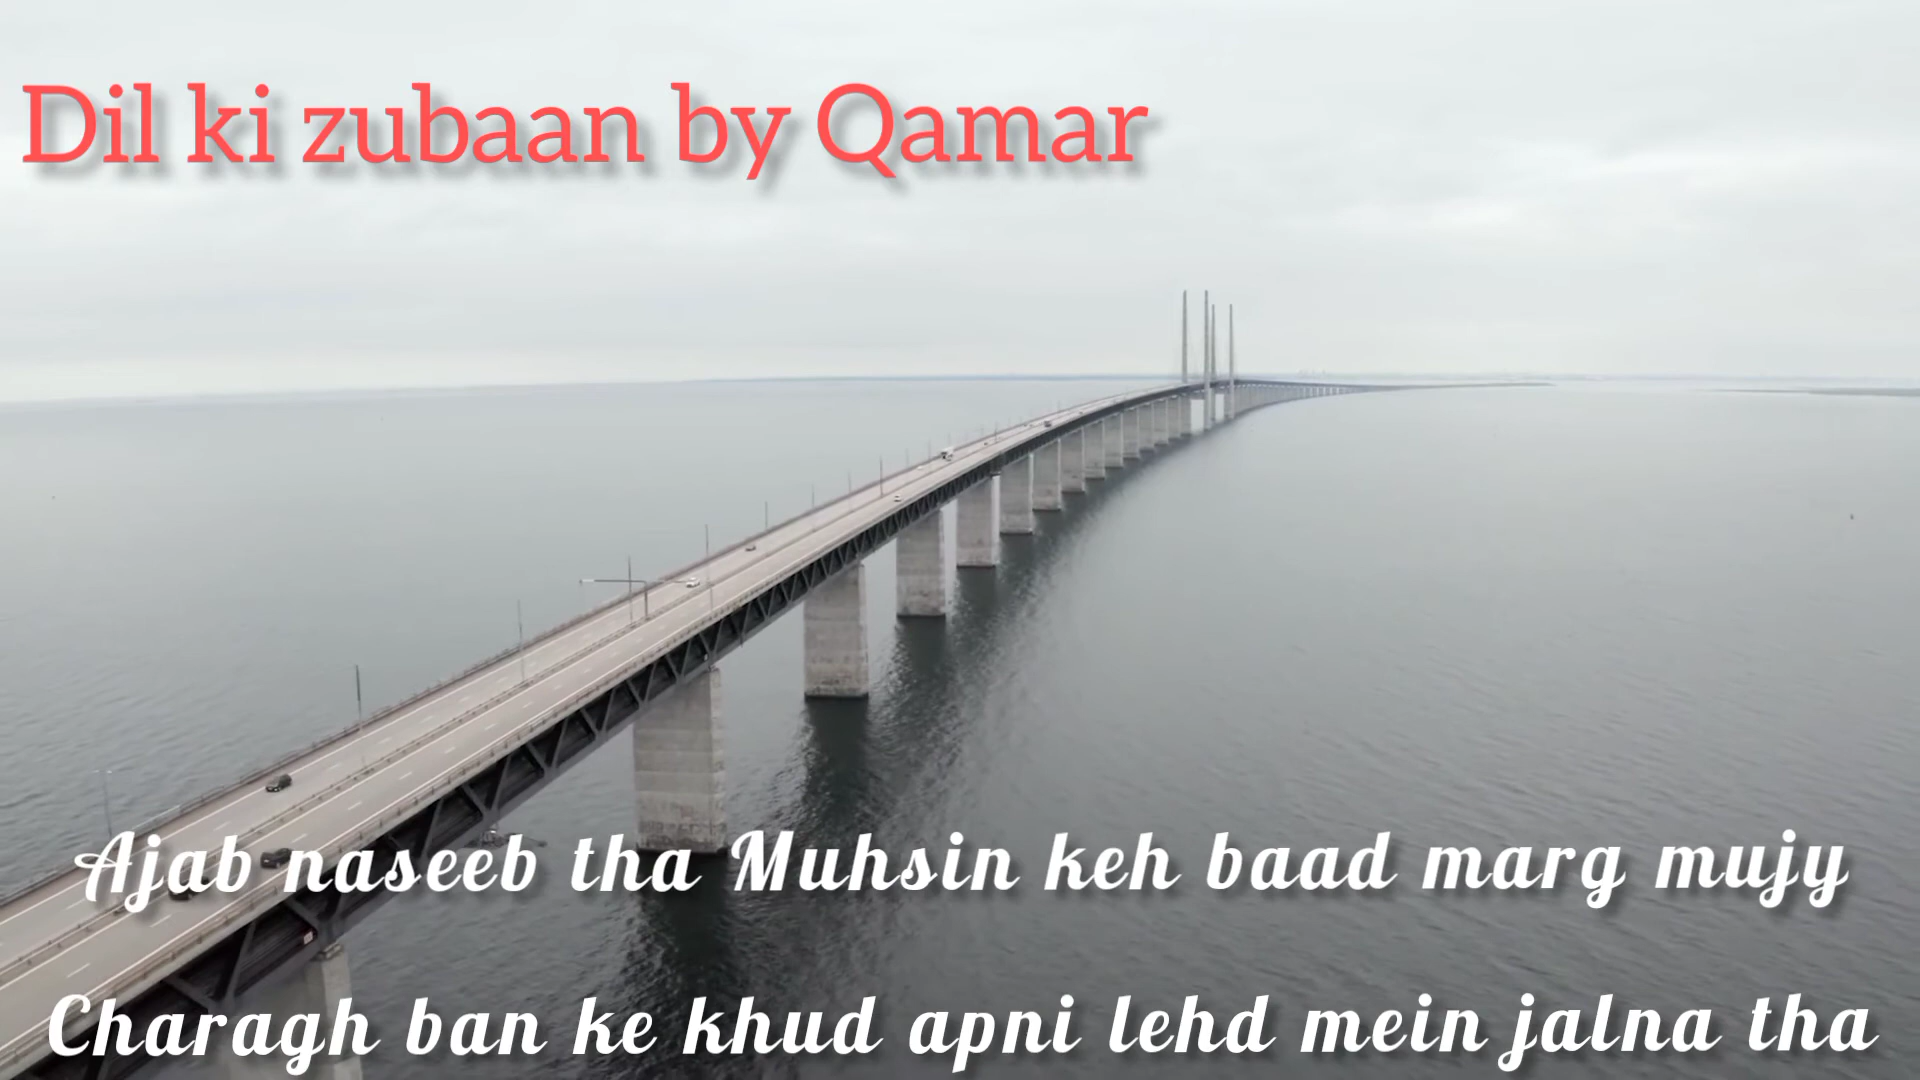 Dil ki zubaan by Qamar
Ajab naseeb tha Muhsin keh baad marg mujy
Charagh ban ke khud apni lehd mein jalna tha